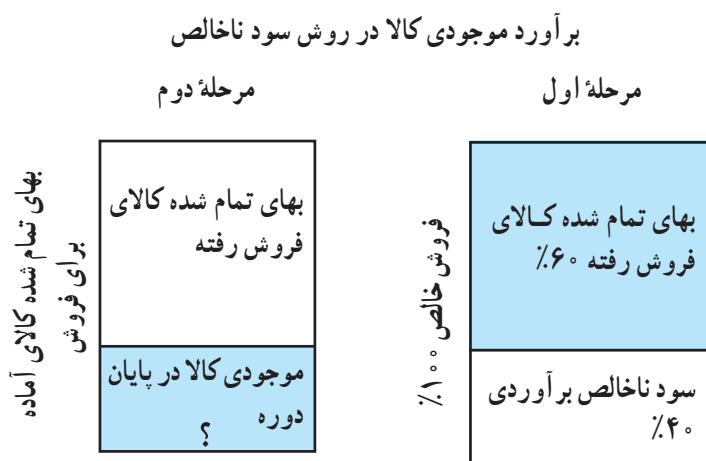 برآورد موجودی کالا در روش سود ناخالص
مرحلهٔ اول
فروش خالص ۱۰۰٪
بهای تمام شده کـالای
فروش رفته ۶۰٪
سود ناخالص برآوردی
۴۰٪
مرحلهٔ دوم
بهای تمام شده کالای آماده
برای فروش
بهای تمام شده کالای
فروش رفته
موجودی کالا در پایان
دوره
؟